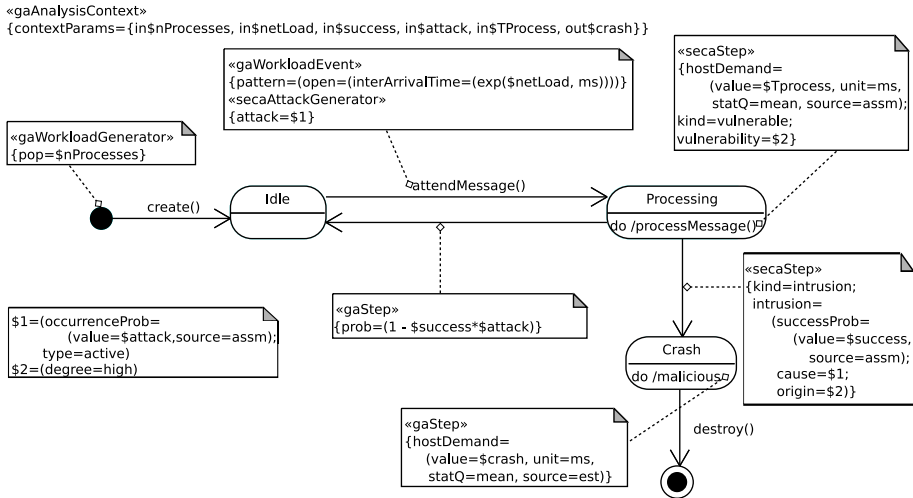 «gaAnalysisContext»
{contextParams={in$nProcesses, in$netLoad, in$success, in$attack, in$TProcess, out$crash}}
«gaWorkloadEvent»
{pattern=(open=(interArrivalTime=(exp($netLoad, ms))))}
«secaAttackGenerator»
{attack=$1}
«secaStep»
{hostDemand=
(value=$Tprocess, unit=ms,
statQ=mean, source=assm);
kind=vulnerable;
vulnerability=$2}
«gaWorkloadGenerator»
{pop=$nProcesses}
create()
Idle
attendMessage()
Processing
do /processMessage()
«gaStep»
{prob=(1 - $success*$attack)}
«secaStep»
{kind=intrusion;
intrusion=
(successProb=
(value=$success,
source=assm);
cause=$1;
origin=$2)}
$1=(occurrenceProb=
(value=$attack,source=assm);
type=active)
$2=(degree=high)
Crash
do /malicious
«gaStep»
{hostDemand=
(value=$crash, unit=ms,
statQ=mean, source=est)}
destroy()